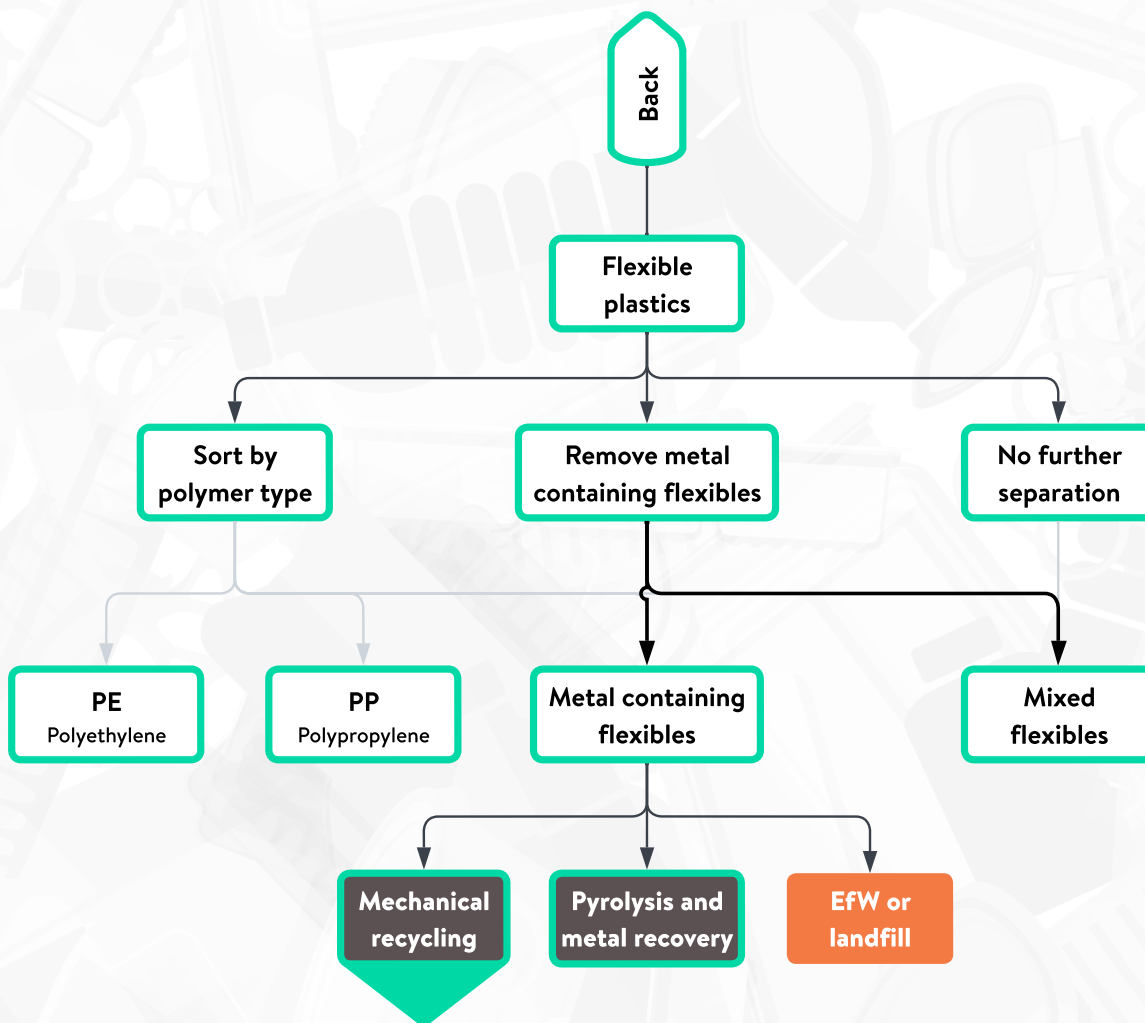 Back
Flexible
plastics
Sort by
polymer type
Remove metal
containing flexibles
No further
separation
PE
Polyethylene
PP
Polypropylene
Metal containing
flexibles
Mixed
flexibles
Mechanical
recycling
Pyrolysis and
metal recovery
EfW or
landfill